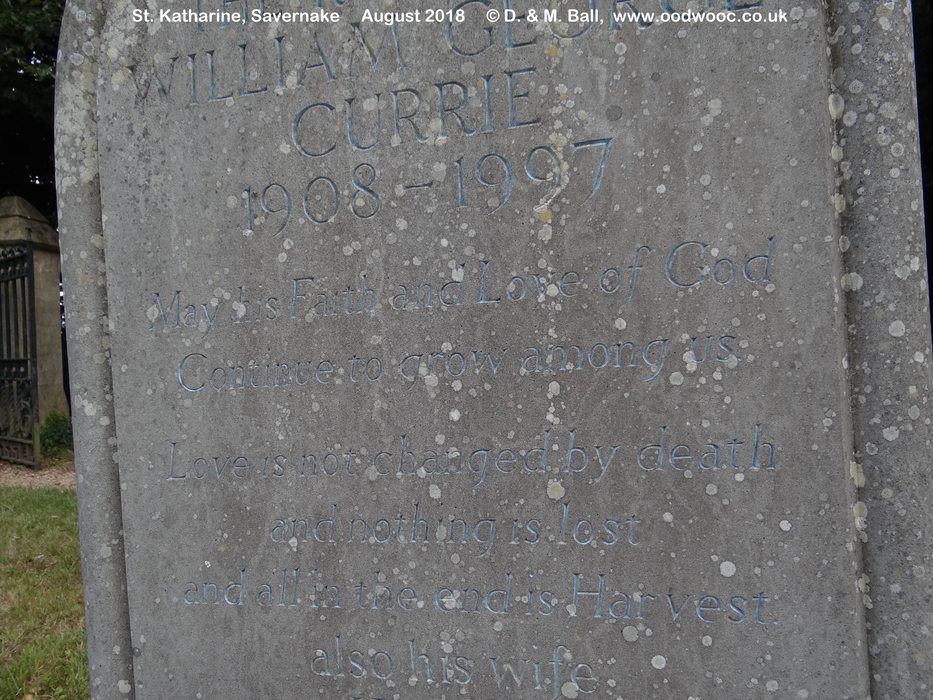 St. Katharine, Savernake August 2018 © D. & M. Ball, www.oodwooc.co.uk
WILLIAM GEORGE
CURRIE
1908 - 1997
May his Faith and Love of God
Continue to grow among us.
Love is not changed by death
and nothing is lost
and all in the end is Harvest.
also his wife